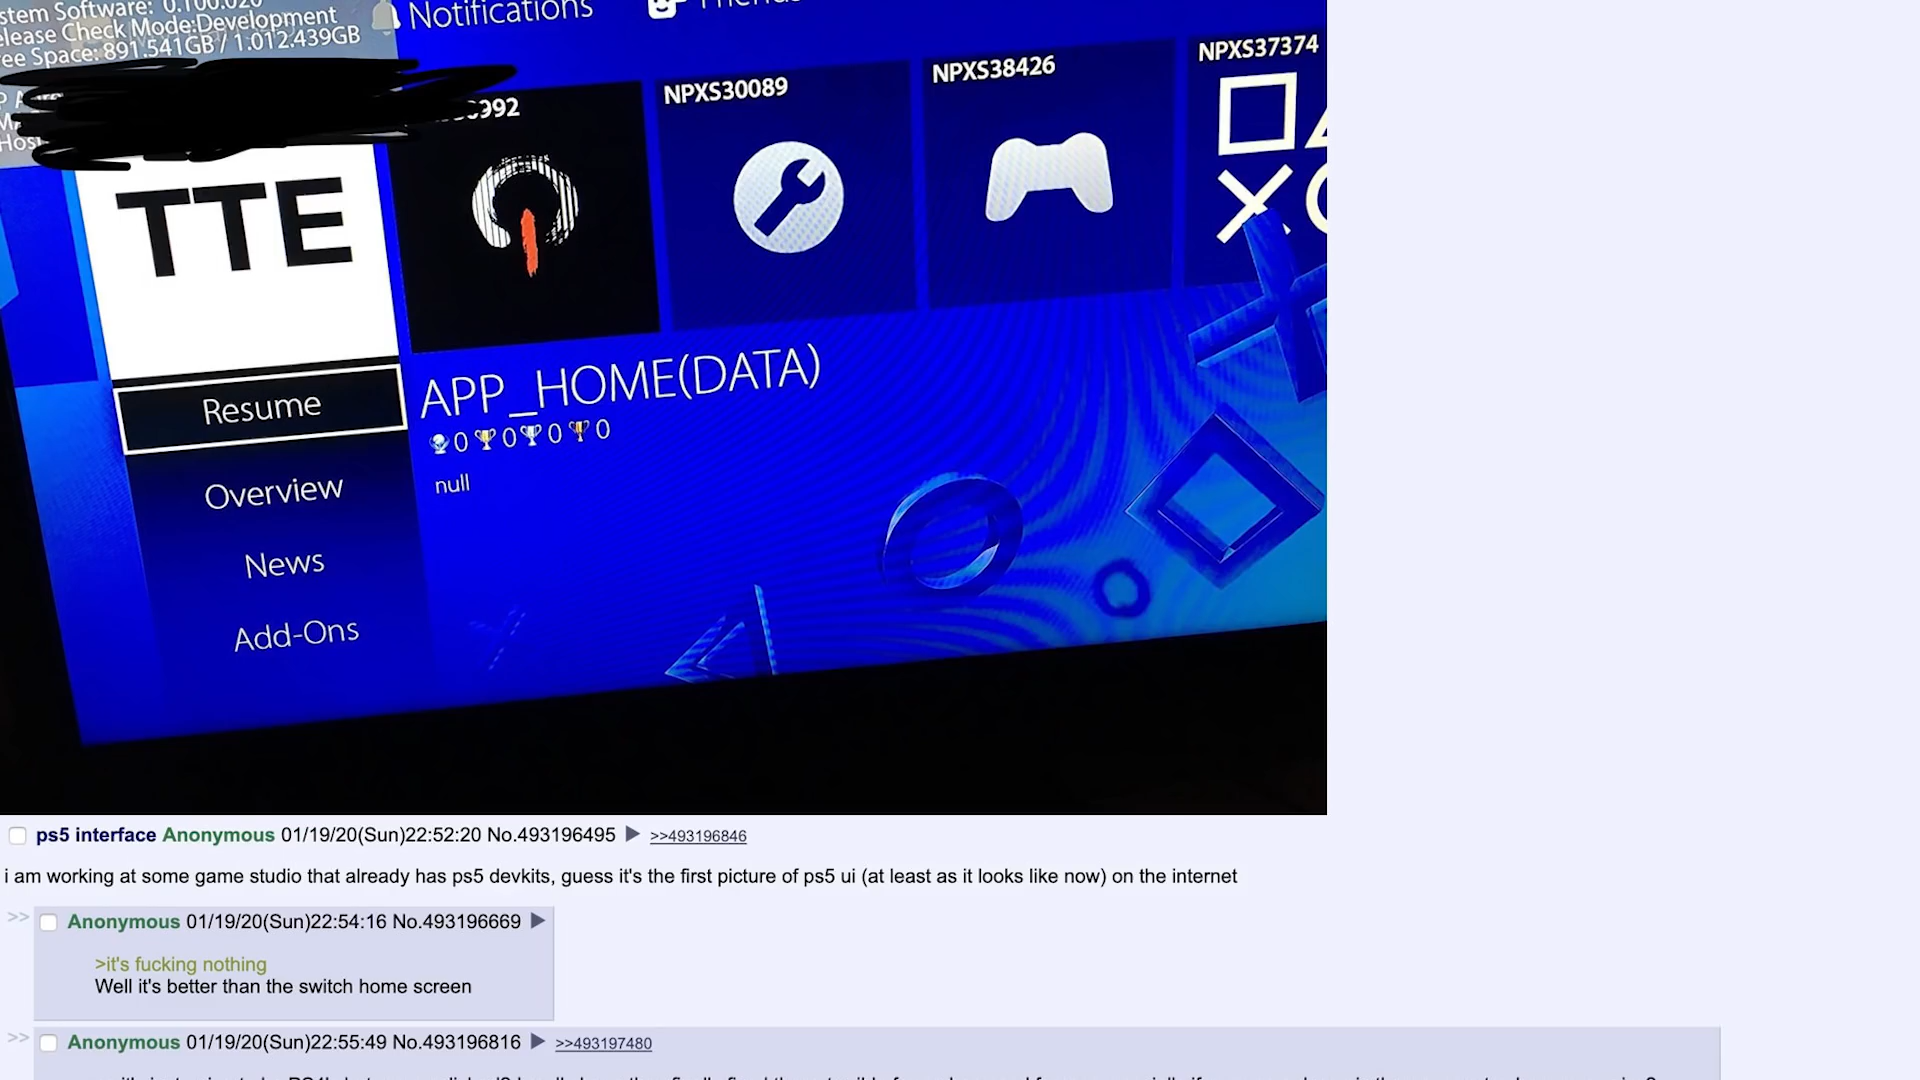 stem Software: 0.100.020
elease Check Mode:Development
ee Space: 891.541GB / 1.012.439GB
Notifications
Friends
Host
992
NPXS30089
NPXS38426
NPXS37374
TTE
Resume
APP_HOME(DATA)
0 0 0 0
null
Overview
News
Add-Ons
ps5 interface Anonymous 01/19/20(Sun)22:52:20 No.493196495 ▶ >>493196846
i am working at some game studio that already has ps5 devkits, guess it's the first picture of ps5 ui (at least as it looks like now) on the internet
>> Anonymous 01/19/20(Sun)22:54:16 No.493196669 ▶
>it's fucking nothing
Well it's better than the switch home screen
>> Anonymous 01/19/20(Sun)22:55:49 No.493196816 ▶ >>493197480